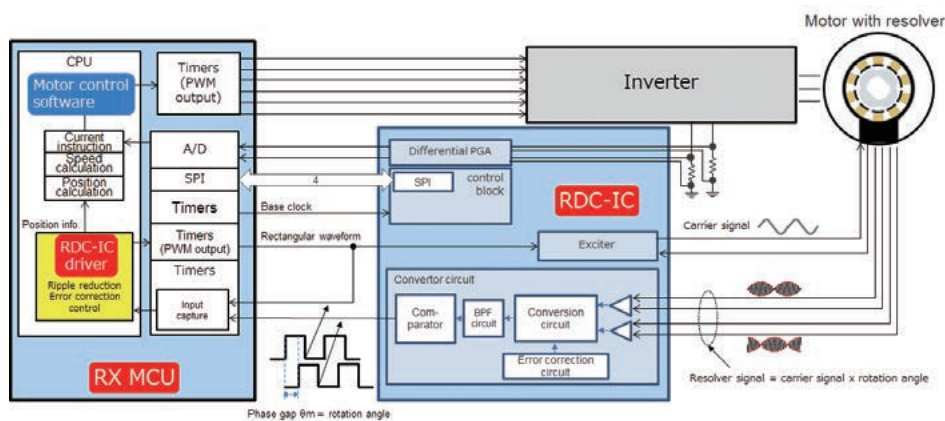 Motor with resolver
CPU
Motor control
software
Timers
(PWM
output)
Inverter
Current
instruction
Speed
calculation
Position
calculation
A/D
SPI
Timers
Timers
(PWM output)
Timers
Input
capture
Position info.
RDC-IC
driver
Ripple reduction
Error correction
control
RX MCU
4
Base clock
Rectangular waveform
Differential PGA
SPI
control
block
RDC-IC
Exciter
Carrier signal
Convertor circuit
Com-
parator
BPF
circuit
Conversion
circuit
Error correction
circuit
Resolver signal = carrier signal x rotation angle
Phase gap θm = rotation angle